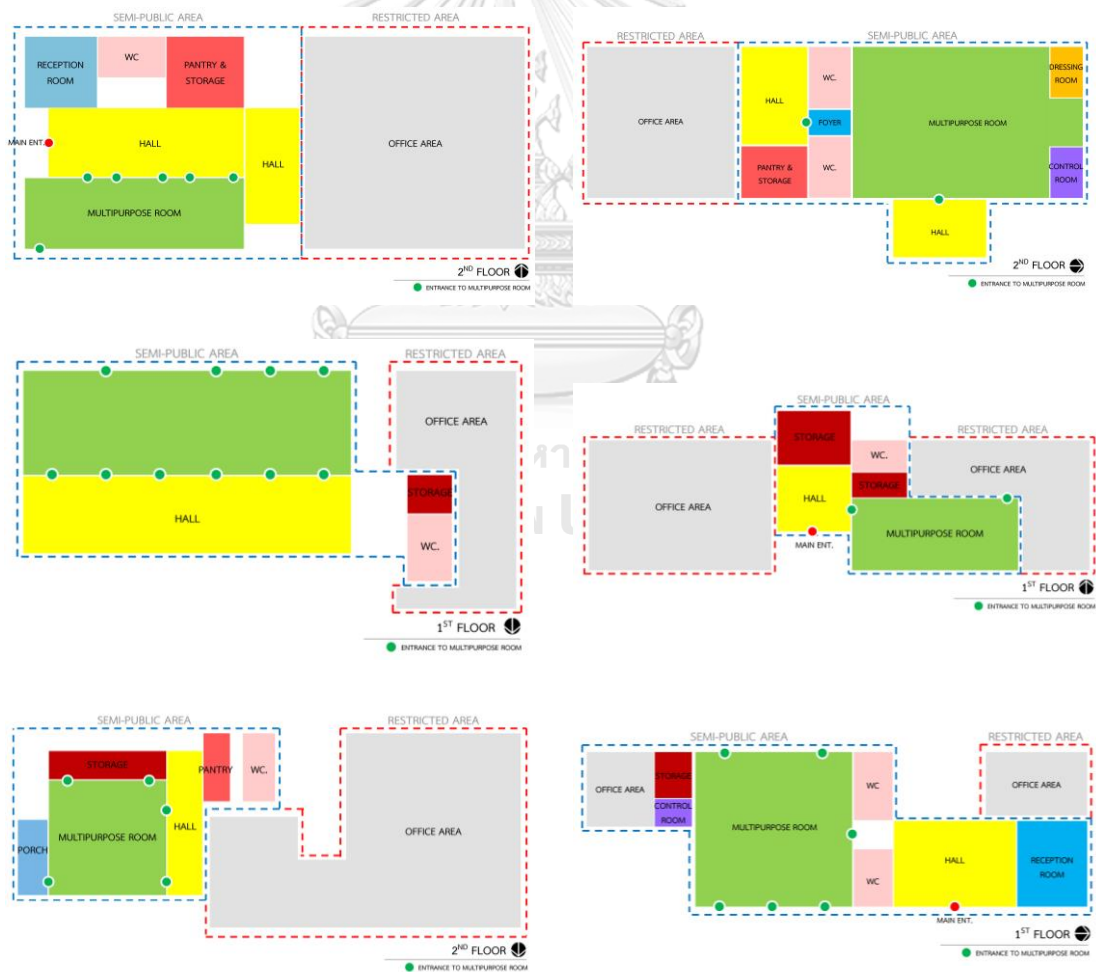 SEMI-PUBLIC AREA
RESTRICTED AREA
RECEPTION
ROOM
WC
PANTRY &
STORAGE
MAIN ENT.
HALL
HALL
MULTIPURPOSE ROOM
OFFICE AREA
2ND FLOOR
ENTRANCE TO MULTIPURPOSE ROOM
RESTRICTED AREA
SEMI-PUBLIC AREA
OFFICE AREA
HALL
WC.
FOYER
PANTRY &
STORAGE
WC.
MULTIPURPOSE ROOM
DRESSING
ROOM
CONTROL
ROOM
HALL
2ND FLOOR
ENTRANCE TO MULTIPURPOSE ROOM
SEMI-PUBLIC AREA
RESTRICTED AREA
OFFICE AREA
STORAGE
HALL
WC.
1ST FLOOR
ENTRANCE TO MULTIPURPOSE ROOM
SEMI-PUBLIC AREA
RESTRICTED AREA
RESTRICTED AREA
STORAGE
WC.
OFFICE AREA
STORAGE
HALL
OFFICE AREA
MULTIPURPOSE ROOM
MAIN ENT.
1ST FLOOR
ENTRANCE TO MULTIPURPOSE ROOM
SEMI-PUBLIC AREA
RESTRICTED AREA
STORAGE
PANTRY
WC.
MULTIPURPOSE ROOM
HALL
PORCH
OFFICE AREA
2ND FLOOR
ENTRANCE TO MULTIPURPOSE ROOM
SEMI-PUBLIC AREA
RESTRICTED AREA
OFFICE AREA
STORAGE
CONTROL
ROOM
MULTIPURPOSE ROOM
WC
WC
HALL
RECEPTION
ROOM
OFFICE AREA
MAIN ENT.
1ST FLOOR
ENTRANCE TO MULTIPURPOSE ROOM